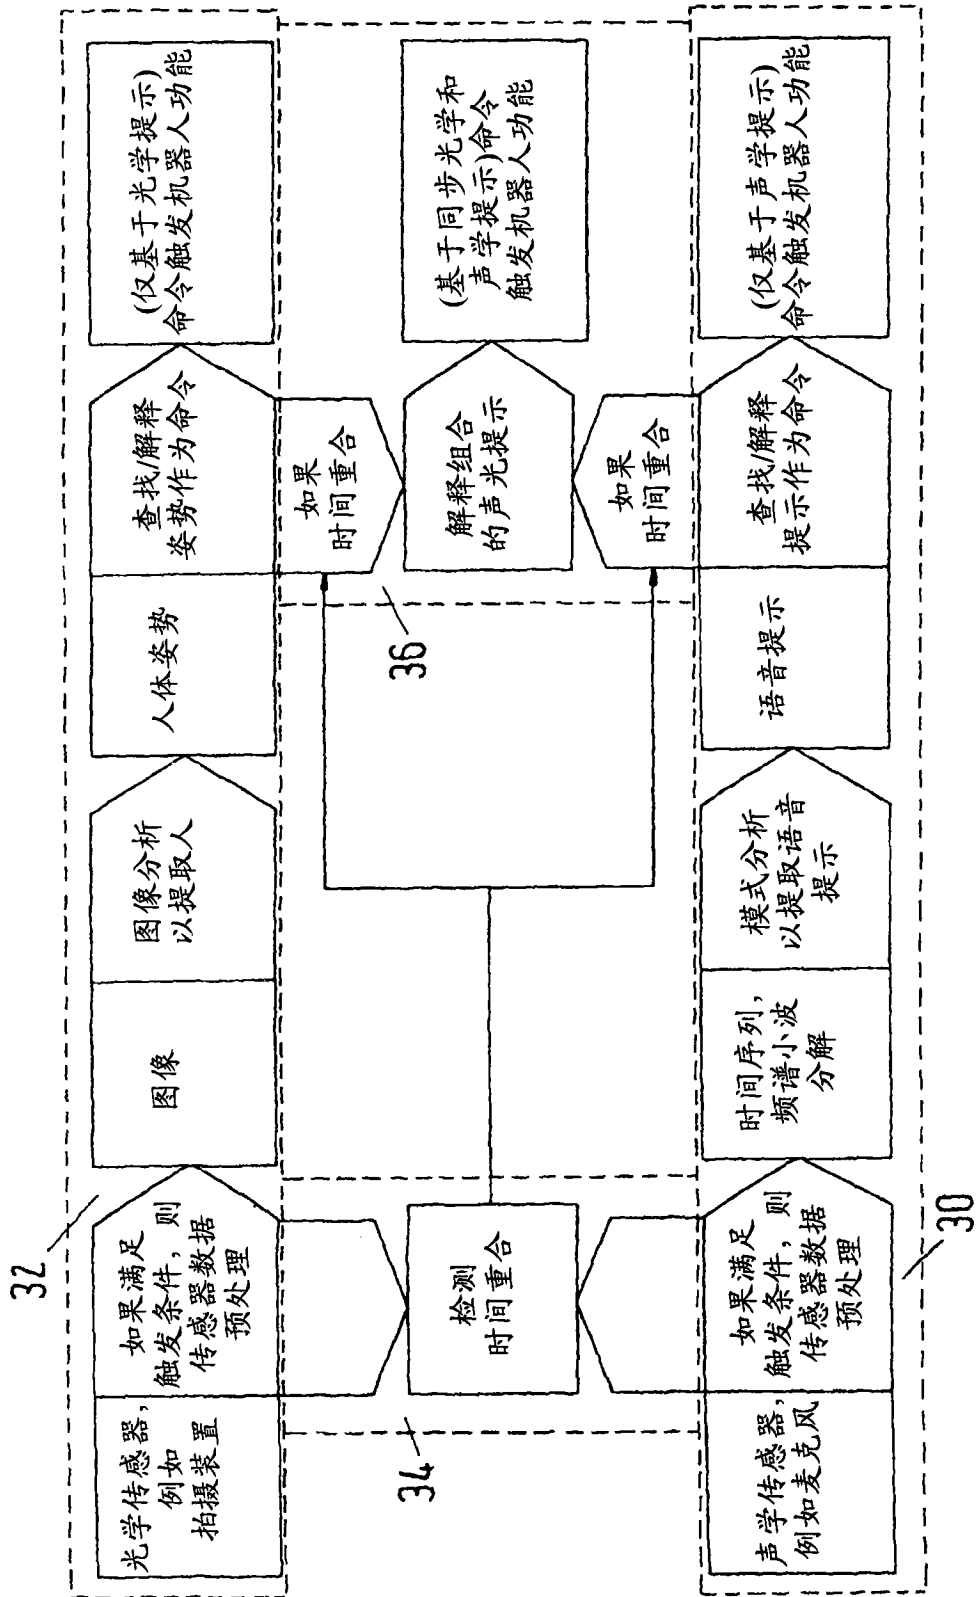 32
光学传感器，
例如
拍摄装置
如果满足
触发条件，则
传感器数据
预处理
图像
图像分析
以提取人
人体姿势
查找/解释
姿势作为命令
(仅基于光学提示)
命令触发机器人功能
34
检测
时间重合
36
如果
时间重合
解释组合
的声光提示
如果
时间重合
(基于同步光学和
声学提示)命令
触发机器人功能
30
声学传感器，
例如麦克风
如果满足
触发条件，则
传感器数据
预处理
时间序列，
频谱小波
分解
模式分析
以提取语音
提示
语音提示
查找/解释
提示作为命令
(仅基于声学提示)
命令触发机器人功能